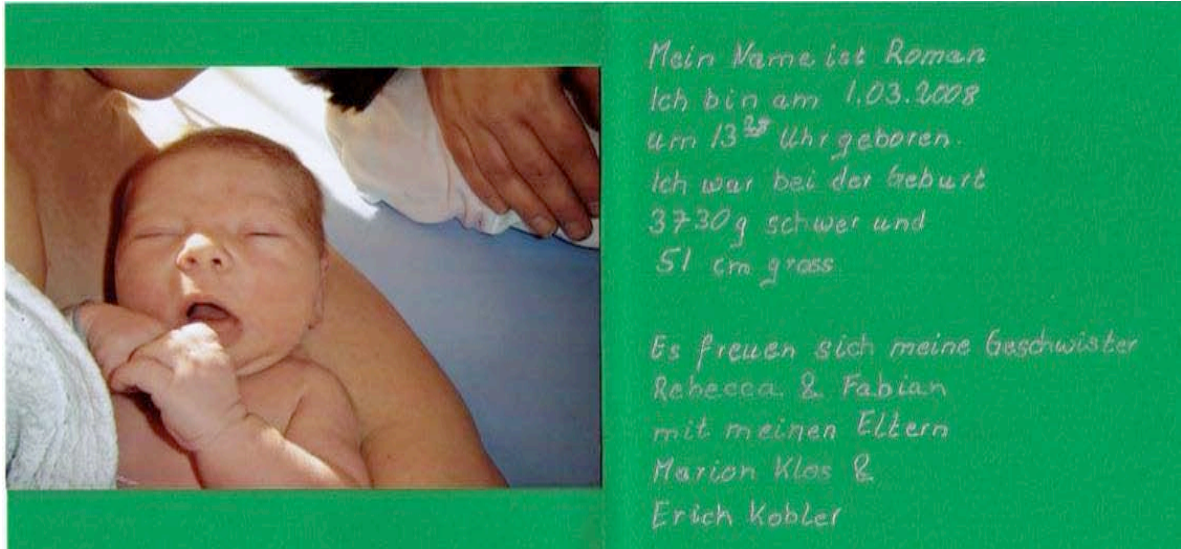 Mein Name ist Roman
Ich bin am 1.03.2008
um 13 Uhr geboren.
Ich war bei der Geburt
3730g schwer und
51 cm gross
Es freuen sich meine Geschwister
Rebecca & Fabian
mit meinen Eltern
Marion Klos &
Erich Kobler